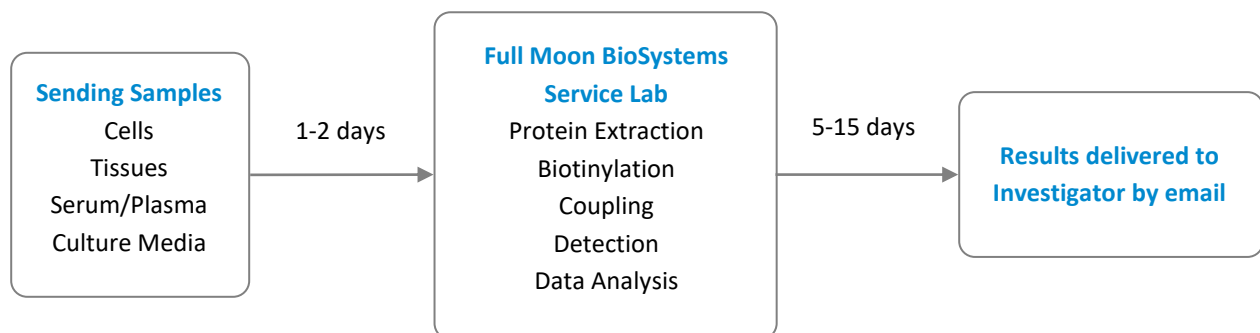 Sending Samples
Cells
Tissues
Serum/Plasma
Culture Media
1-2 days
Full Moon BioSystems
Service Lab
Protein Extraction
Biotinylation
Coupling
Detection
Data Analysis
5-15 days
Results delivered to
Investigator by email